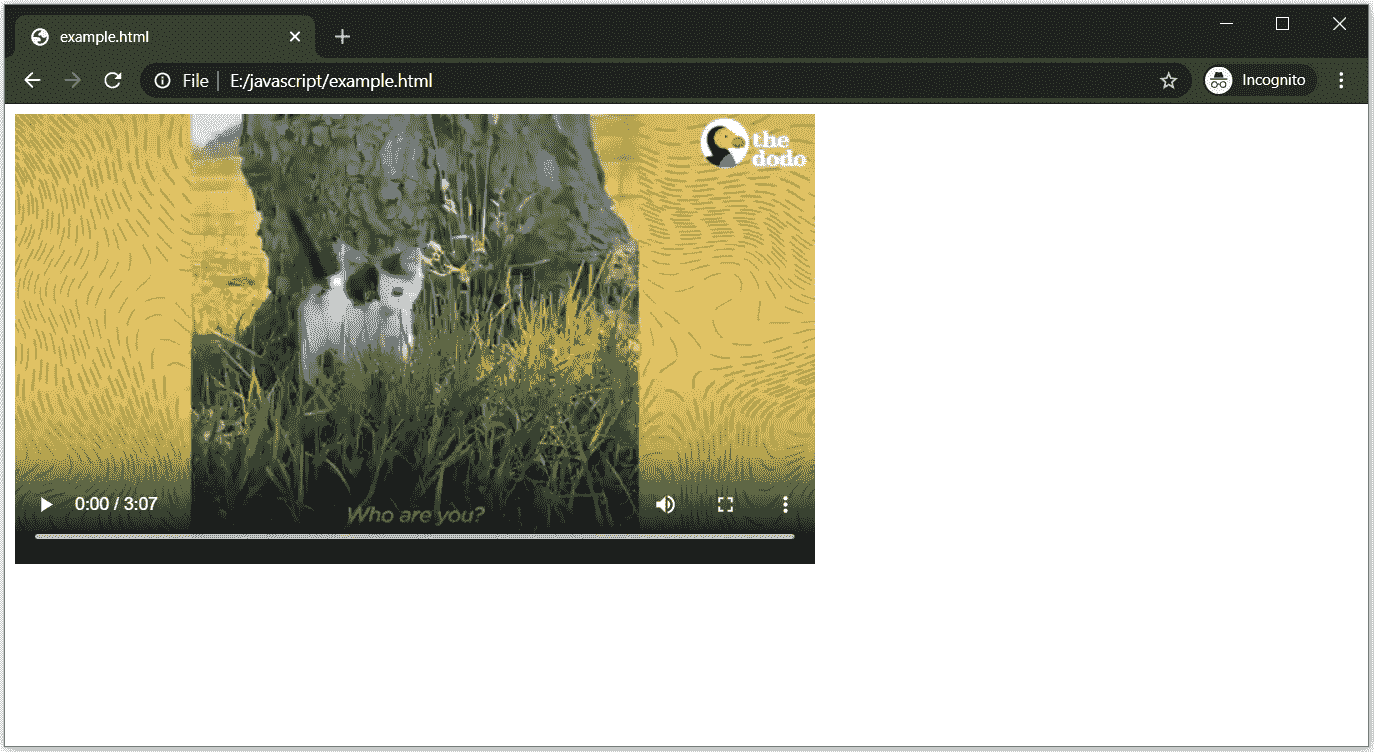 example.html
File
E:/javascript/example.html
Incognito
the
dodo
0:00 / 3:07
Who are you?